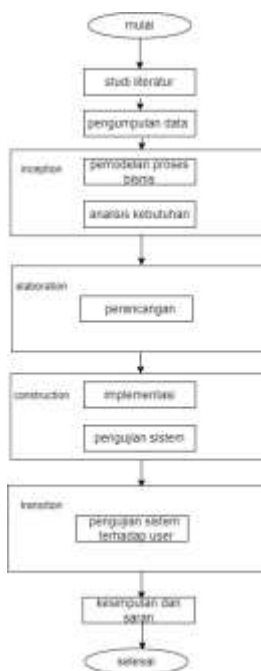 mulai
studi literatur
pengumpulan data
inception
pemodelan proses
bisnis
analisis kebutuhan
elaboration
perancangan
construction
implementasi
pengujian sistem
transition
pengujian sistem
terhadap user
kesimpulan dan
saran
selesai